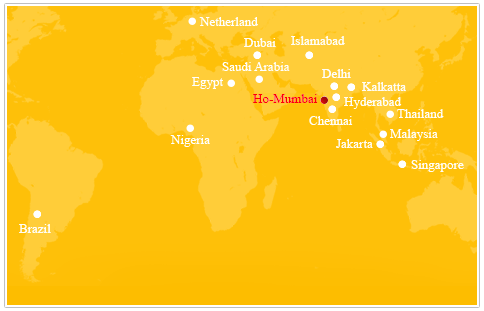 Netherland
Dubai
Islamabad
Saudi Arabia
Egypt
Delhi
Kalkatta
Ho-Mumbai
Hyderabad
Chennai
Thailand
Nigeria
Malaysia
Jakarta
Singapore
Brazil